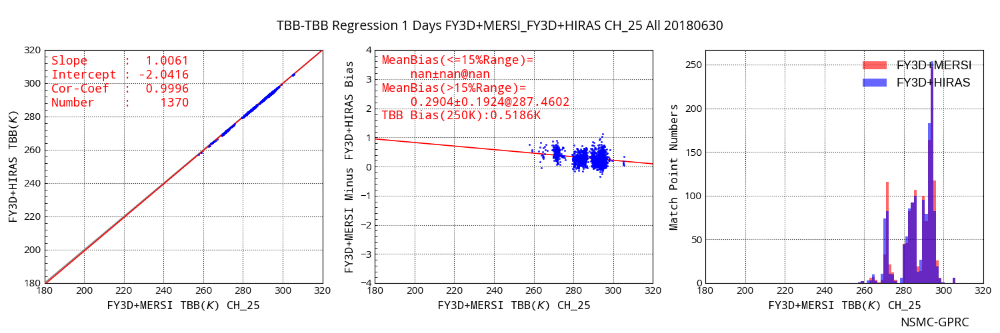 TBB-TBB Regression 1 Days FY3D+MERSI_FY3D+HIRAS CH_25 All 20180630
Slope : 1.0061
Intercept : -2.0416
Cor-Coef : 0.9996
Number : 1370
320
300
280
260
240
220
200
180
FY3D+HIRAS TBB(K)
180 200 220 240 260 280 300 320
FY3D+MERSI TBB(K) CH_25
MeanBias(<=15%Range)=
nan±nan@nan
MeanBias(>15%Range)=
0.2904±0.1924@287.4602
TBB Bias(250K):0.5186K
4
3
2
1
0
−1
−2
−3
−4
FY3D+MERSI Minus FY3D+HIRAS Bias
180 200 220 240 260 280 300 320
FY3D+MERSI TBB(K) CH_25
FY3D+MERSI
FY3D+HIRAS
250
200
150
100
50
0
Match Point Numbers
180 200 220 240 260 280 300 320
FY3D+MERSI TBB(K) CH_25
NSMC-GPRC